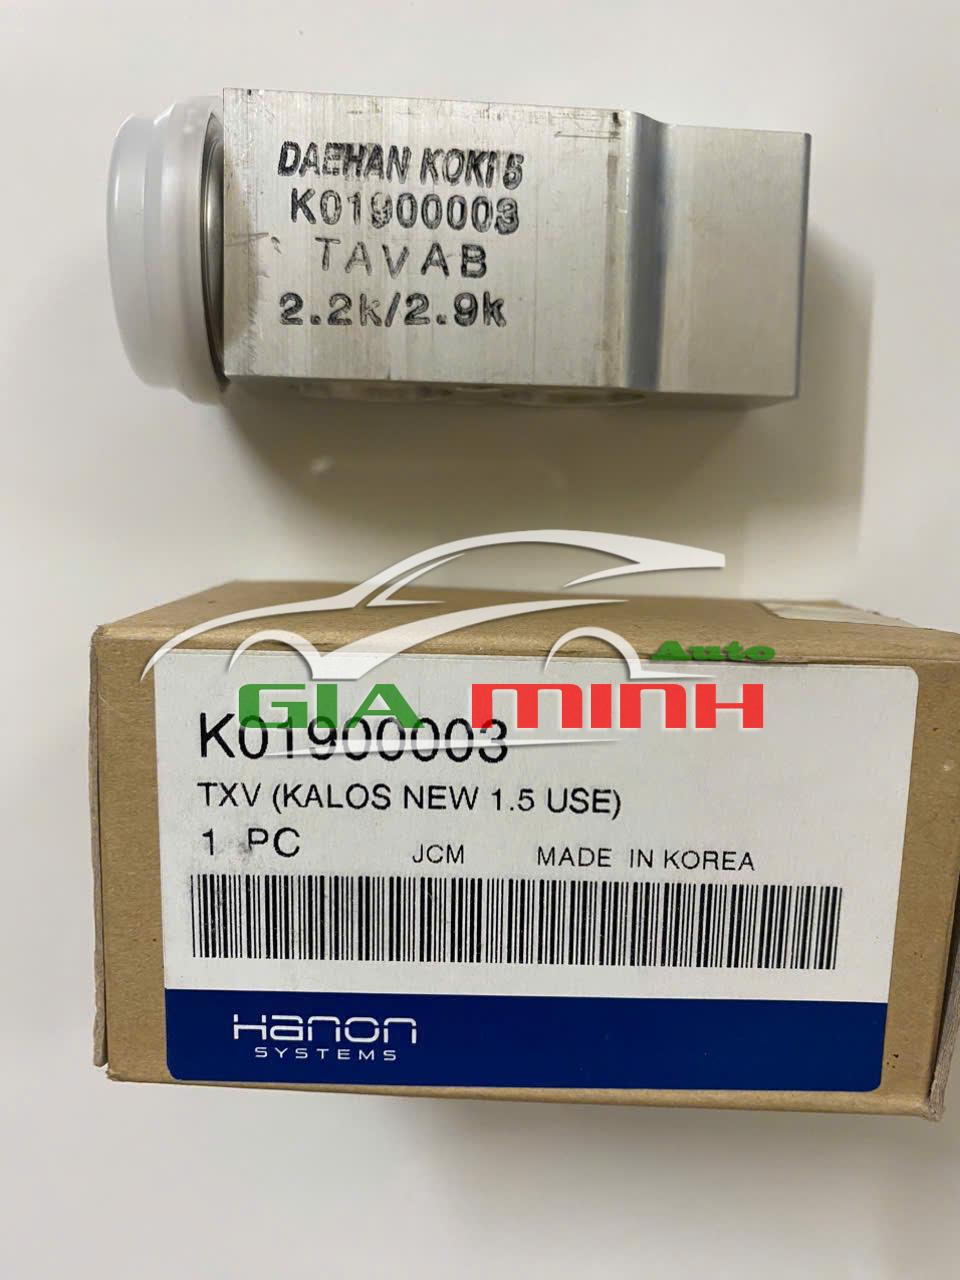 DAEHAN KOKI 5
K01900003
TAVAB
2.2k/2.9k
Auto
GIA MINH
K01900003
TXV (KALOS NEW 1.5 USE)
1 PC JCM MADE IN KOREA
Hanon
SYSTEMS